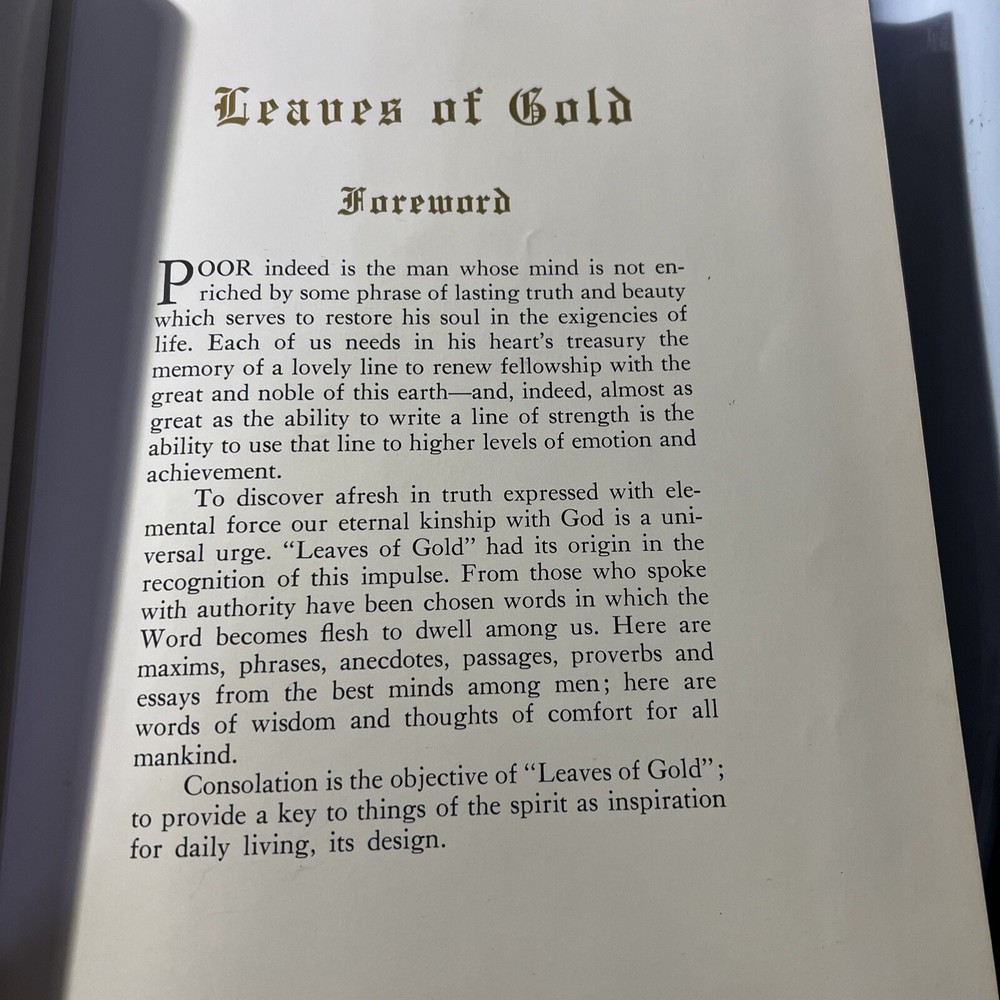 Leaves of Gold
Foreword
POOR indeed is the man whose mind is not en-
riched by some phrase of lasting truth and beauty
which serves to restore his soul in the exigencies of
life. Each of us needs in his heart's treasury the
memory of a lovely line to renew fellowship with the
great and noble of this earth—and, indeed, almost as
great as the ability to write a line of strength is the
ability to use that line to higher levels of emotion and
achievement.
To discover afresh in truth expressed with ele-
mental force our eternal kinship with God is a uni-
versal urge. “Leaves of Gold” had its origin in the
recognition of this impulse. From those who spoke
with authority have been chosen words in which the
Word becomes flesh to dwell among us. Here are
maxims, phrases, anecdotes, passages, proverbs and
essays from the best minds among men; here are
words of wisdom and thoughts of comfort for all
mankind.
Consolation is the objective of “Leaves of Gold”;
to provide a key to things of the spirit as inspiration
for daily living, its design.